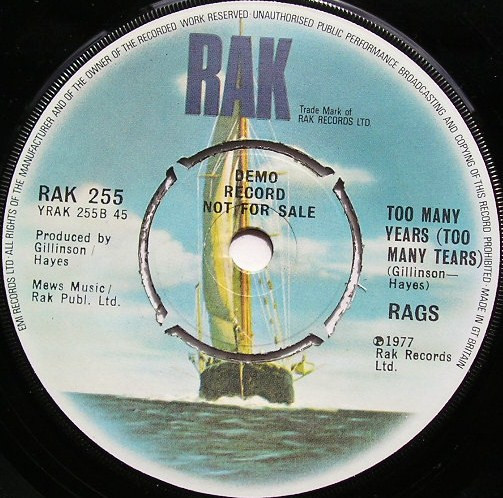 EMI RECORDS LTD·ALL RIGHTS OF THE MANUFACTURER AND OF THE OWNER OF THE RECORDED WORK RESERVED·UNAUTHORISED PUBLIC PERFORMANCE BROADCASTING AND COPYING OF THIS RECORD PROHIBITED·MADE IN GT BRITAIN
RAK
Trade Mark of
RAK RECORDS LTD.
DEMO
RECORD
NOT FOR SALE
RAK 255
YRAK 255B 45
Produced by
Gillinson/
Hayes
Mews Music/
Rak Publ. Ltd.
TOO MANY
YEARS (TOO
MANY TEARS)
(Gillinson—
Hayes)
RAGS
℗1977
Rak Records
Ltd.